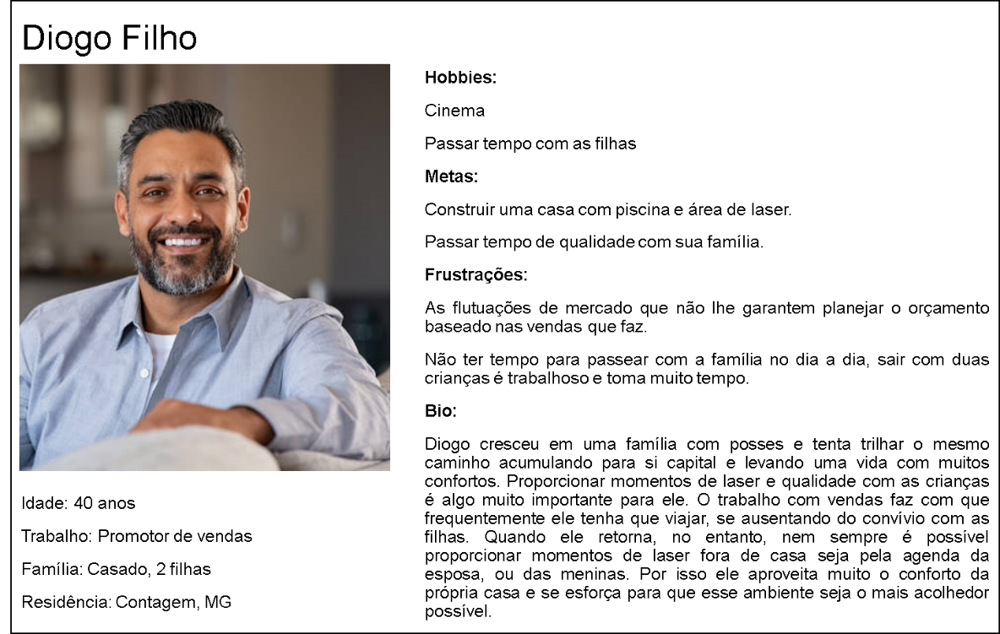 Diogo Filho
Hobbies:
Cinema
Passar tempo com as filhas
Metas:
Construir uma casa com piscina e área de laser.
Passar tempo de qualidade com sua família.
Frustrações:
As flutuações de mercado que não lhe garantem planejar o orçamento
baseado nas vendas que faz.
Não ter tempo para passear com a família no dia a dia, sair com duas
crianças é trabalhoso e toma muito tempo.
Bio:
Diogo cresceu em uma família com posses e tenta trilhar o mesmo
caminho acumulando para si capital e levando uma vida com muitos
confortos. Proporcionar momentos de laser e qualidade com as crianças
é algo muito importante para ele. O trabalho com vendas faz com que
frequentemente ele tenha que viajar, se ausentando do convívio com as
filhas. Quando ele retorna, no entanto, nem sempre é possível
proporcionar momentos de laser fora de casa seja pela agenda da
esposa, ou das meninas. Por isso ele aproveita muito o conforto da
própria casa e se esforça para que esse ambiente seja o mais acolhedor
possível.
Idade: 40 anos
Trabalho: Promotor de vendas
Família: Casado, 2 filhas
Residência: Contagem, MG